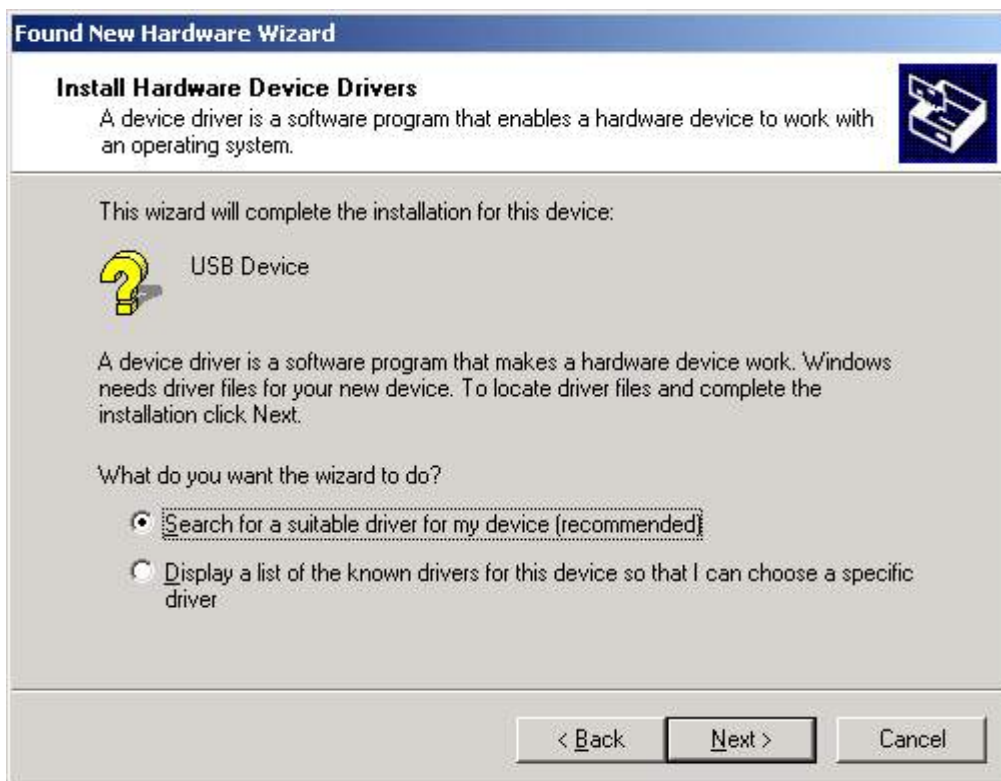 Found New Hardware Wizard
Install Hardware Device Drivers
A device driver is a software program that enables a hardware device to work with
an operating system.
This wizard will complete the installation for this device:
USB Device
A device driver is a software program that makes a hardware device work. Windows
needs driver files for your new device. To locate driver files and complete the
installation click Next.
What do you want the wizard to do?
Search for a suitable driver for my device (recommended)
Display a list of the known drivers for this device so that I can choose a specific
driver
< Back
Next >
Cancel